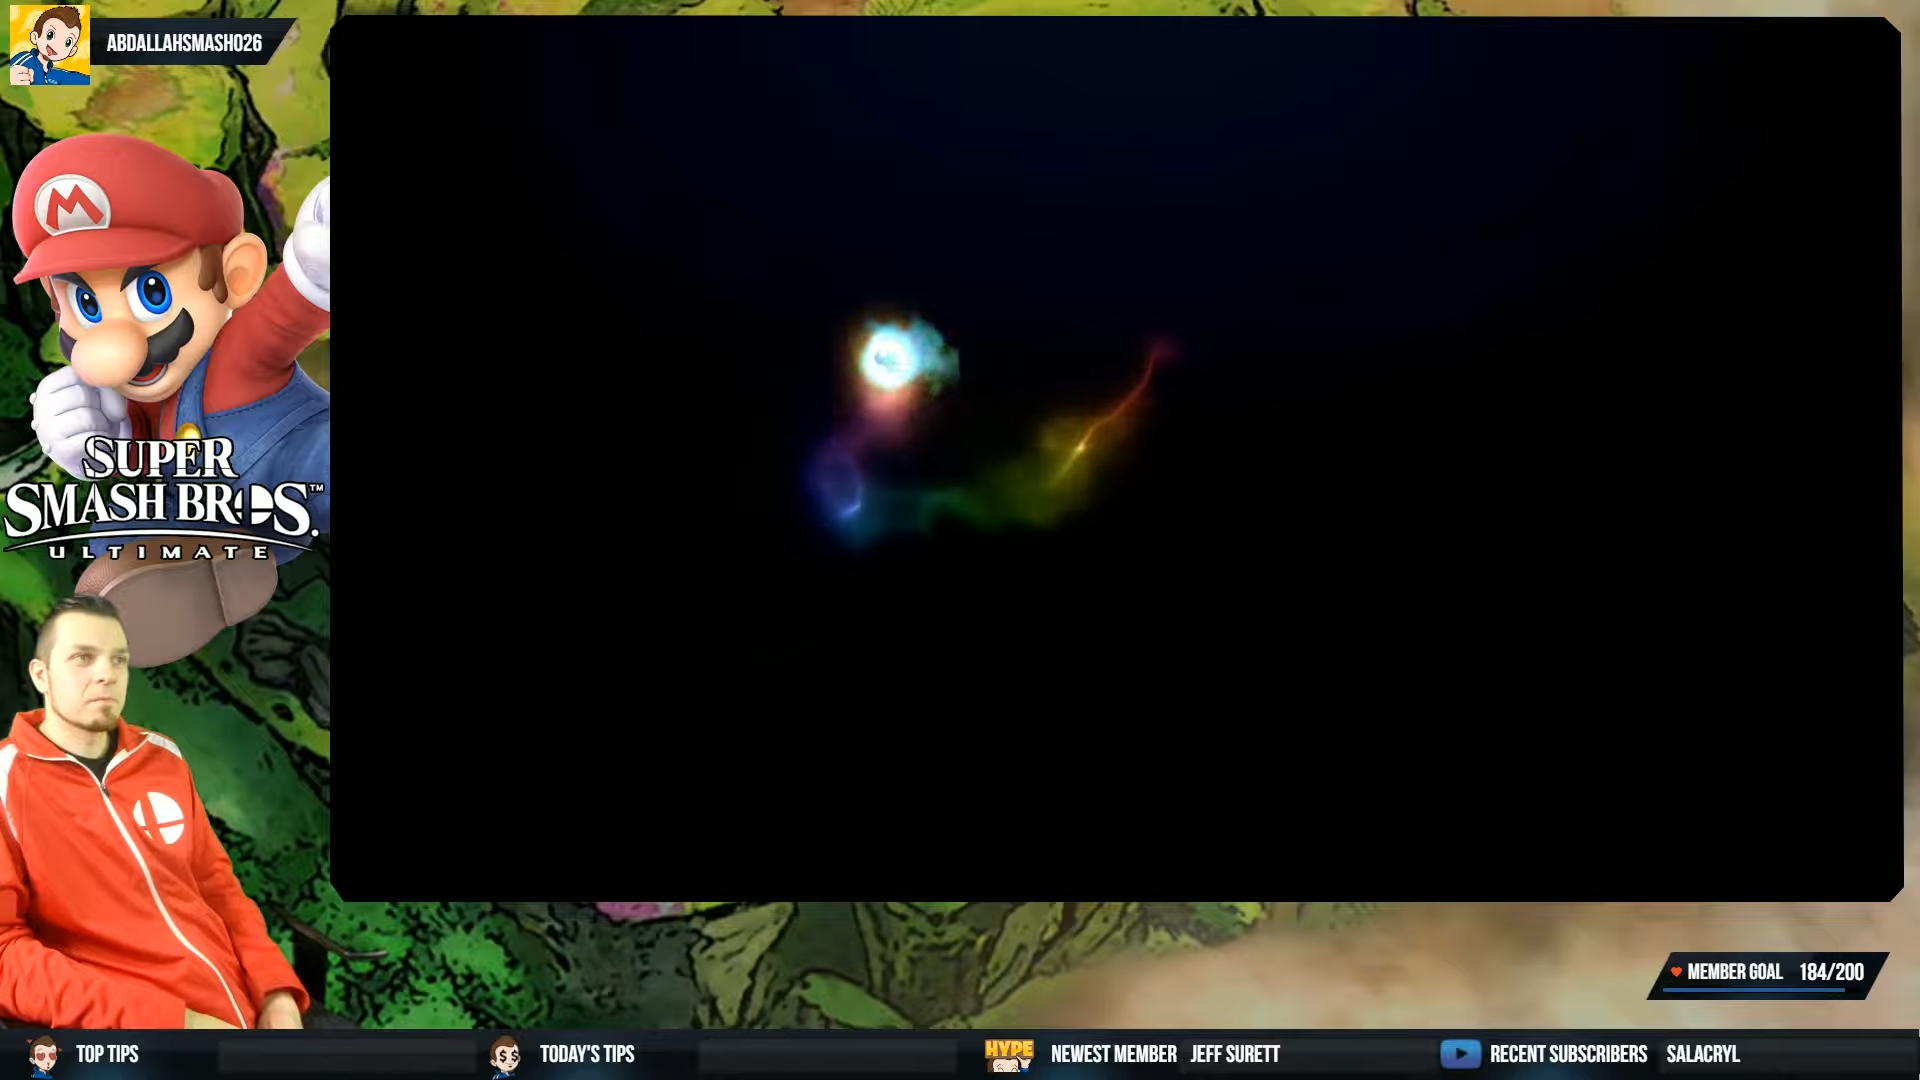 ABDALLAHSMASH026
M
SUPER
SMASH BROS.™
ULTIMATE
MEMBER GOAL 184/200
TOP TIPS
TODAY'S TIPS
HYPE
NEWEST MEMBER JEFF SURETT
RECENT SUBSCRIBERS SALACRYL